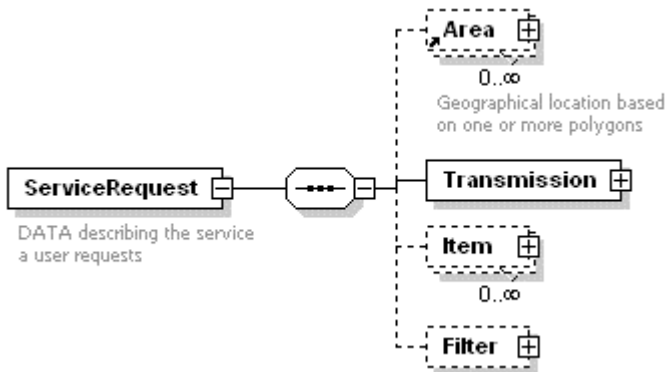 Area
0..∞
Geographical location based
on one or more polygons
ServiceRequest
Transmission
DATA describing the service
a user requests
Item
0..∞
Filter